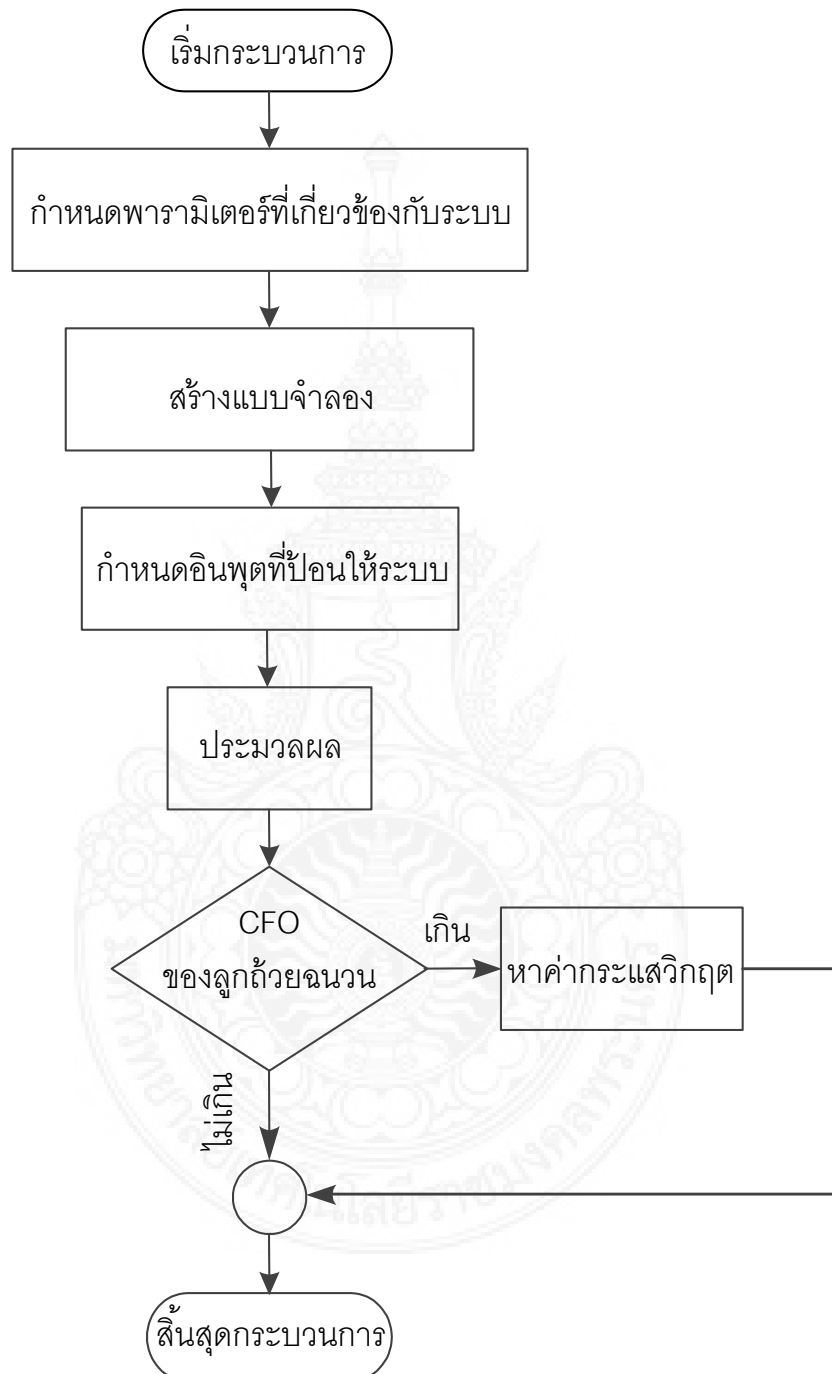 เริ่มกระบวนการ
กำหนดพารามิเตอร์ที่เกี่ยวข้องกับระบบ
สร้างแบบจำลอง
กำหนดอินพุตที่ป้อนให้ระบบ
ประมวลผล
CFO
ของลูกถ้วยฉนวน
เกิน
หาค่ากระแสวิกฤต
ไม่เกิน
สิ้นสุดกระบวนการ